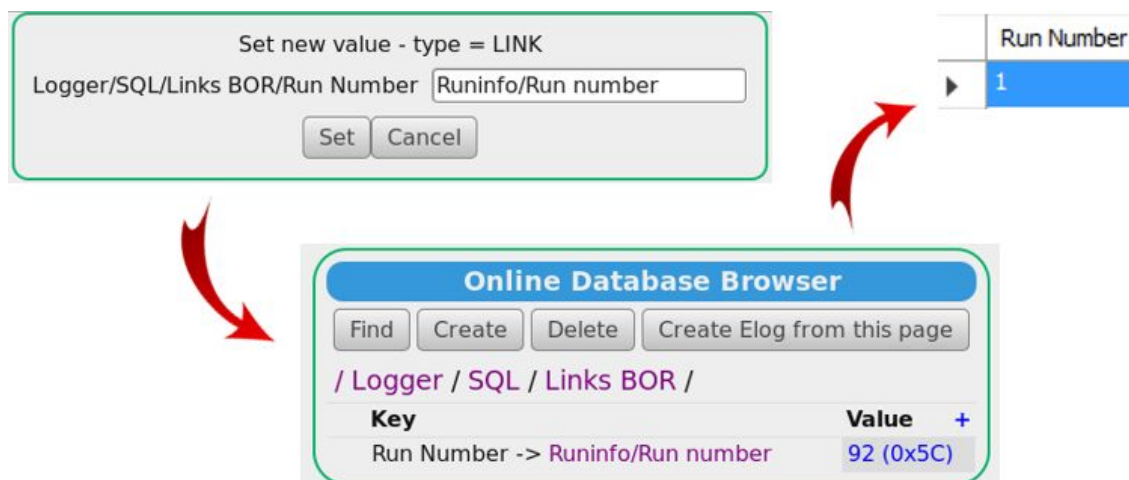 Set new value - type = LINK
Logger/SQL/Links BOR/Run Number Runinfo/Run number
Set Cancel
Run Number
1
Online Database Browser
Find Create Delete Create Elog from this page
/ Logger / SQL / Links BOR /
Key Value +
Run Number -> Runinfo/Run number 92 (0x5C)